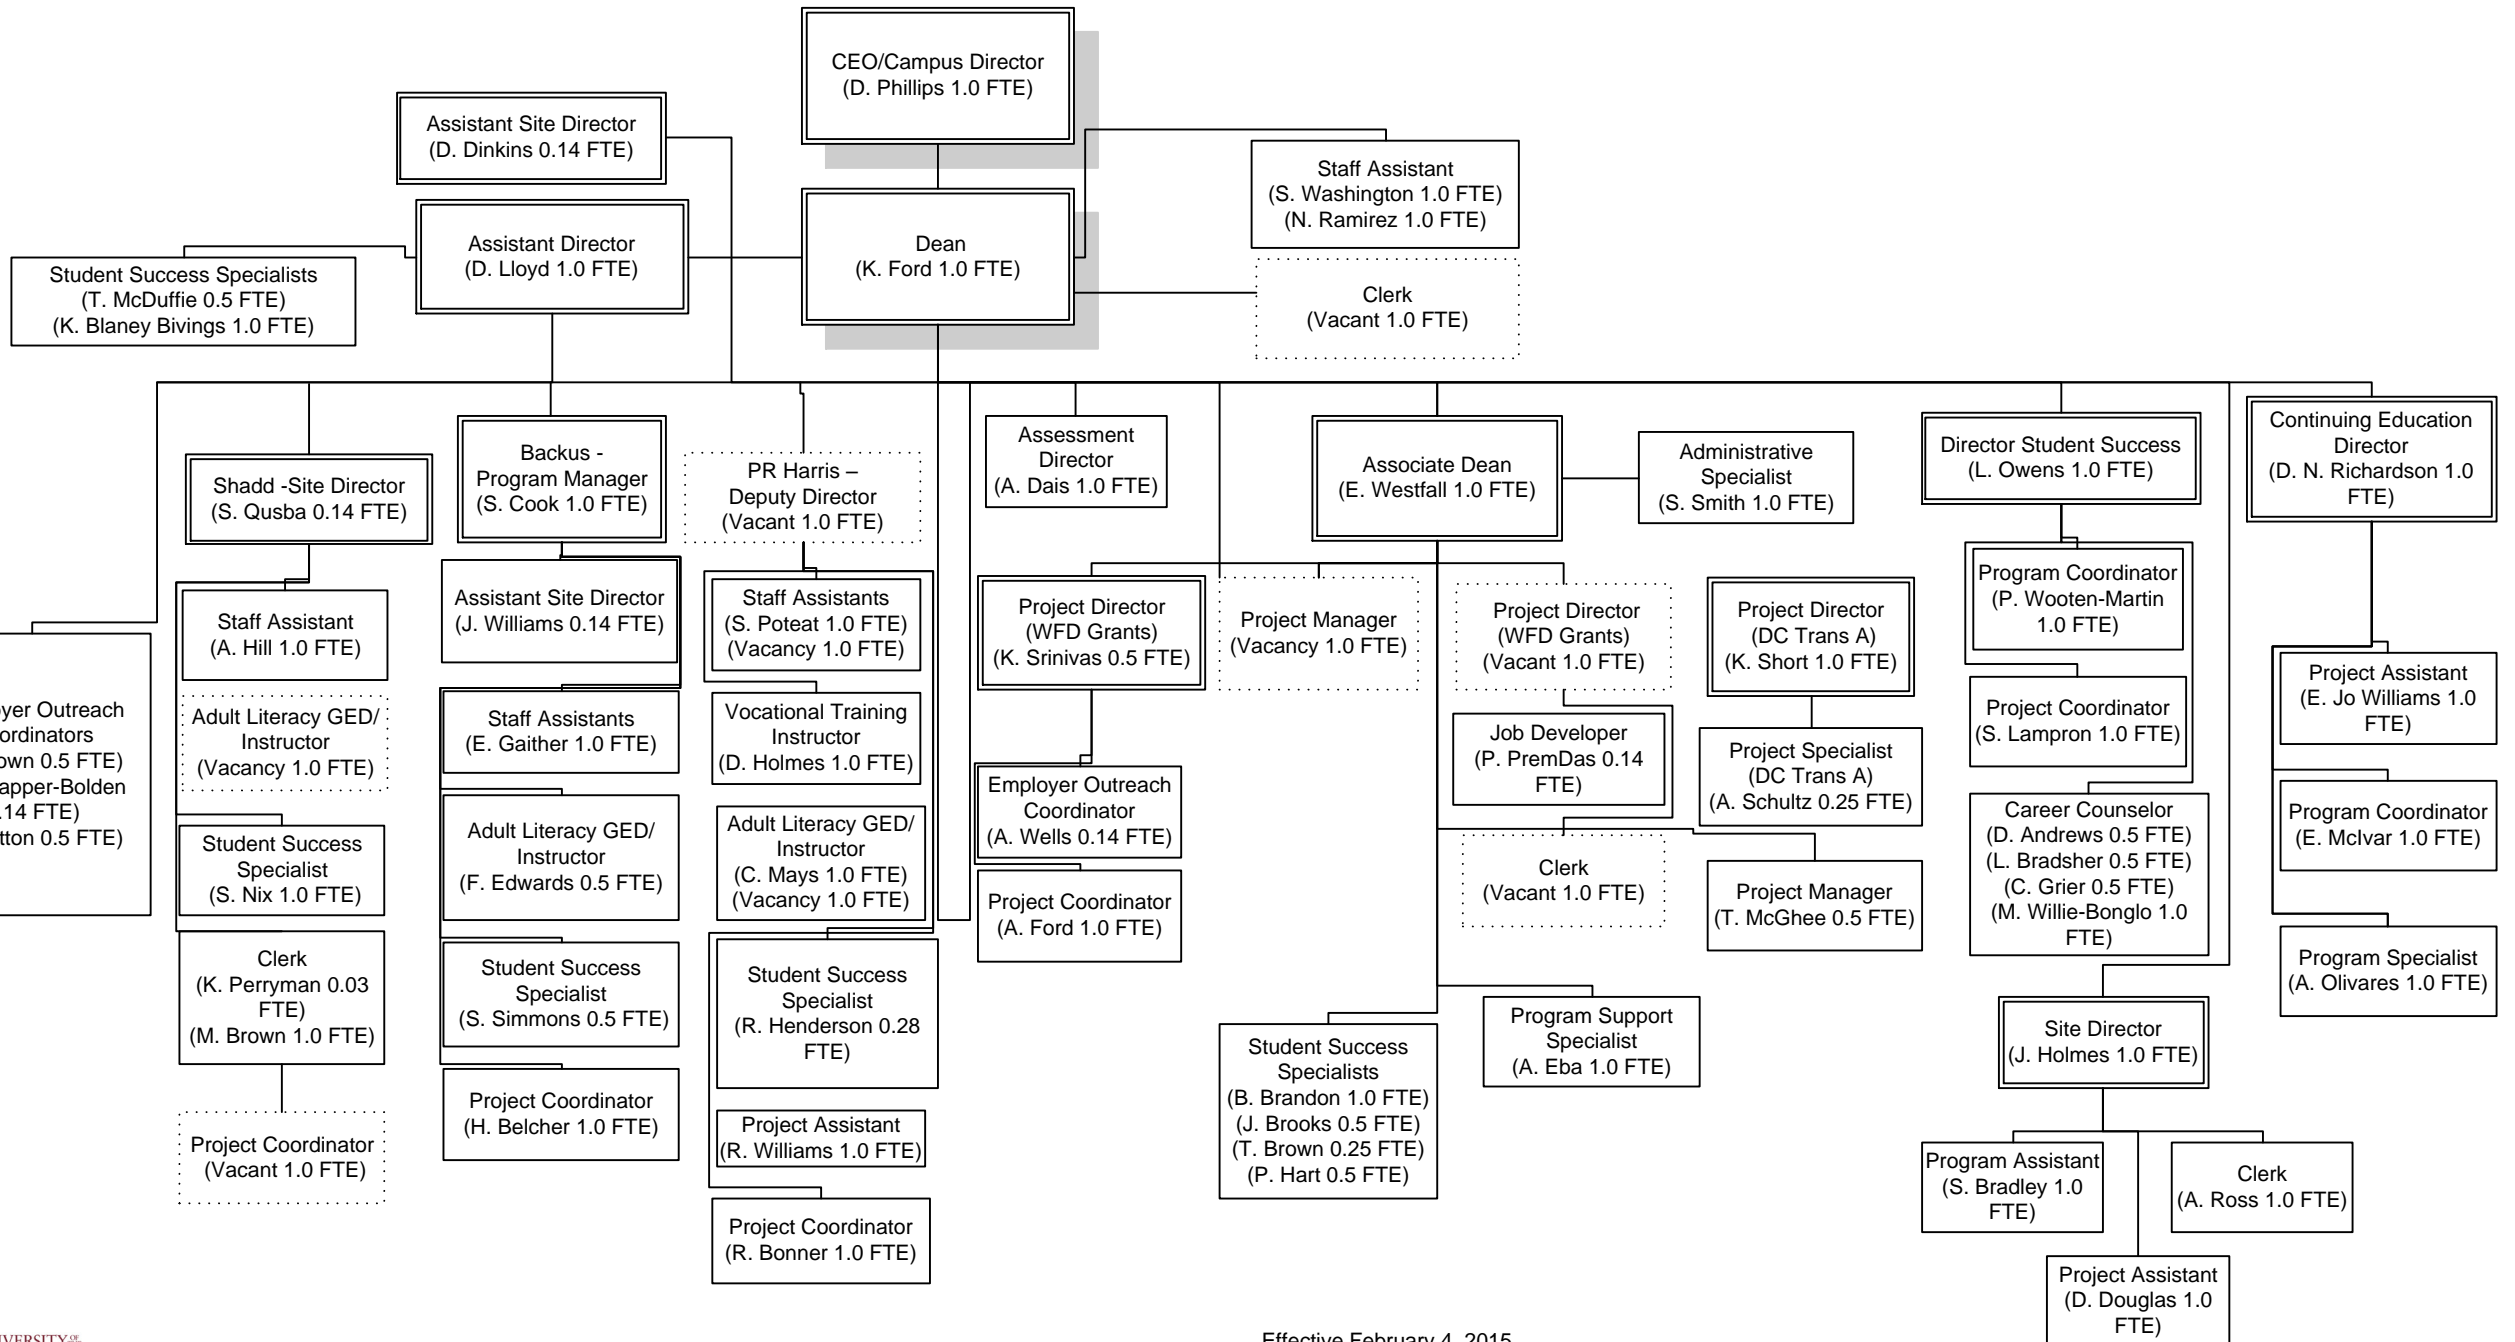 CEO/Campus Director
(D. Phillips 1.0 FTE)
Assistant Site Director
(D. Dinkins 0.14 FTE)
Staff Assistant
(S. Washington 1.0 FTE)
(N. Ramirez 1.0 FTE)
Assistant Director
(D. Lloyd 1.0 FTE)
Dean
(K. Ford 1.0 FTE)
Student Success Specialists
(T. McDuffie 0.5 FTE)
(K. Blaney Bivings 1.0 FTE)
Clerk
(Vacant 1.0 FTE)
Shadd -Site Director
(S. Qusba 0.14 FTE)
Backus -
Program Manager
(S. Cook 1.0 FTE)
PR Harris –
Deputy Director
(Vacant 1.0 FTE)
Assessment
Director
(A. Dais 1.0 FTE)
Associate Dean
(E. Westfall 1.0 FTE)
Administrative
Specialist
(S. Smith 1.0 FTE)
Director Student Success
(L. Owens 1.0 FTE)
Continuing Education
Director
(D. N. Richardson 1.0
FTE)
Outreach
0.5 FTE)
FTE)
0.5 FTE)
Staff Assistant
(A. Hill 1.0 FTE)
Adult Literacy GED/
Instructor
(Vacancy 1.0 FTE)
Student Success
Specialist
(S. Nix 1.0 FTE)
Clerk
(K. Perryman 0.03
FTE)
(M. Brown 1.0 FTE)
Project Coordinator
(Vacant 1.0 FTE)
Assistant Site Director
(J. Williams 0.14 FTE)
Staff Assistants
(E. Gaither 1.0 FTE)
Adult Literacy GED/
Instructor
(F. Edwards 0.5 FTE)
Student Success
Specialist
(S. Simmons 0.5 FTE)
Project Coordinator
(H. Belcher 1.0 FTE)
Staff Assistants
(S. Poteat 1.0 FTE)
(Vacancy 1.0 FTE)
Vocational Training
Instructor
(D. Holmes 1.0 FTE)
Adult Literacy GED/
Instructor
(C. Mays 1.0 FTE)
(Vacancy 1.0 FTE)
Student Success
Specialist
(R. Henderson 0.28
FTE)
Project Assistant
(R. Williams 1.0 FTE)
Project Coordinator
(R. Bonner 1.0 FTE)
Project Director
(WFD Grants)
(K. Srinivas 0.5 FTE)
Employer Outreach
Coordinator
(A. Wells 0.14 FTE)
Project Coordinator
(A. Ford 1.0 FTE)
Project Manager
(Vacancy 1.0 FTE)
Project Director
(WFD Grants)
(Vacant 1.0 FTE)
Job Developer
(P. PremDas 0.14
FTE)
Clerk
(Vacant 1.0 FTE)
Project Director
(DC Trans A)
(K. Short 1.0 FTE)
Project Specialist
(DC Trans A)
(A. Schultz 0.25 FTE)
Project Manager
(T. McGhee 0.5 FTE)
Student Success
Specialists
(B. Brandon 1.0 FTE)
(J. Brooks 0.5 FTE)
(T. Brown 0.25 FTE)
(P. Hart 0.5 FTE)
Program Support
Specialist
(A. Eba 1.0 FTE)
Program Coordinator
(P. Wooten-Martin
1.0 FTE)
Project Coordinator
(S. Lampron 1.0 FTE)
Career Counselor
(D. Andrews 0.5 FTE)
(L. Bradsher 0.5 FTE)
(C. Grier 0.5 FTE)
(M. Willie-Bonglo 1.0
FTE)
Site Director
(J. Holmes 1.0 FTE)
Program Assistant
(S. Bradley 1.0
FTE)
Clerk
(A. Ross 1.0 FTE)
Project Assistant
(D. Douglas 1.0
FTE)
Project Assistant
(E. Jo Williams 1.0
FTE)
Program Coordinator
(E. McIvar 1.0 FTE)
Program Specialist
(A. Olivares 1.0 FTE)
Effective February 4, 2015